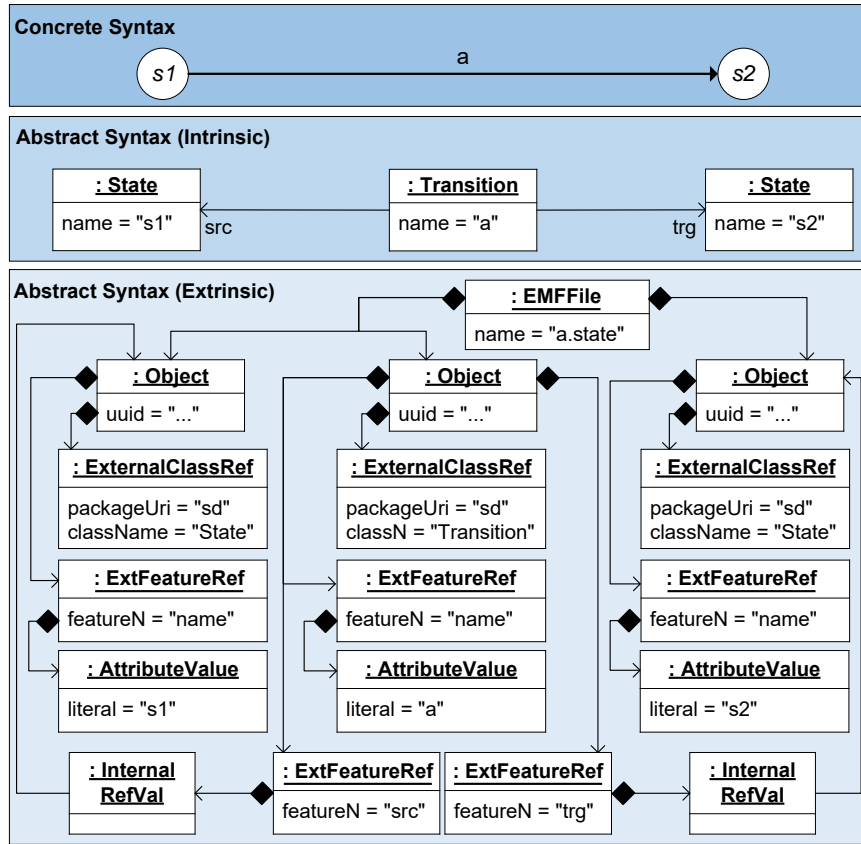 Concrete Syntax
a
s1
s2
Abstract Syntax (Intrinsic)
: State
name = "s1"
src
: Transition
name = "a"
trg
: State
name = "s2"
Abstract Syntax (Extrinsic)
: EMFFile
name = "a.state"
: Object
uuid = "..."
: Object
uuid = "..."
: Object
uuid = "..."
: ExternalClassRef
packageUri = "sd"
className = "State"
: ExternalClassRef
packageUri = "sd"
classN = "Transition"
: ExternalClassRef
packageUri = "sd"
className = "State"
: ExtFeatureRef
featureN = "name"
: ExtFeatureRef
featureN = "name"
: ExtFeatureRef
featureN = "name"
: AttributeValue
literal = "s1"
: AttributeValue
literal = "a"
: AttributeValue
literal = "s2"
: Internal
RefVal
: ExtFeatureRef
featureN = "src"
: ExtFeatureRef
featureN = "trg"
: Internal
RefVal